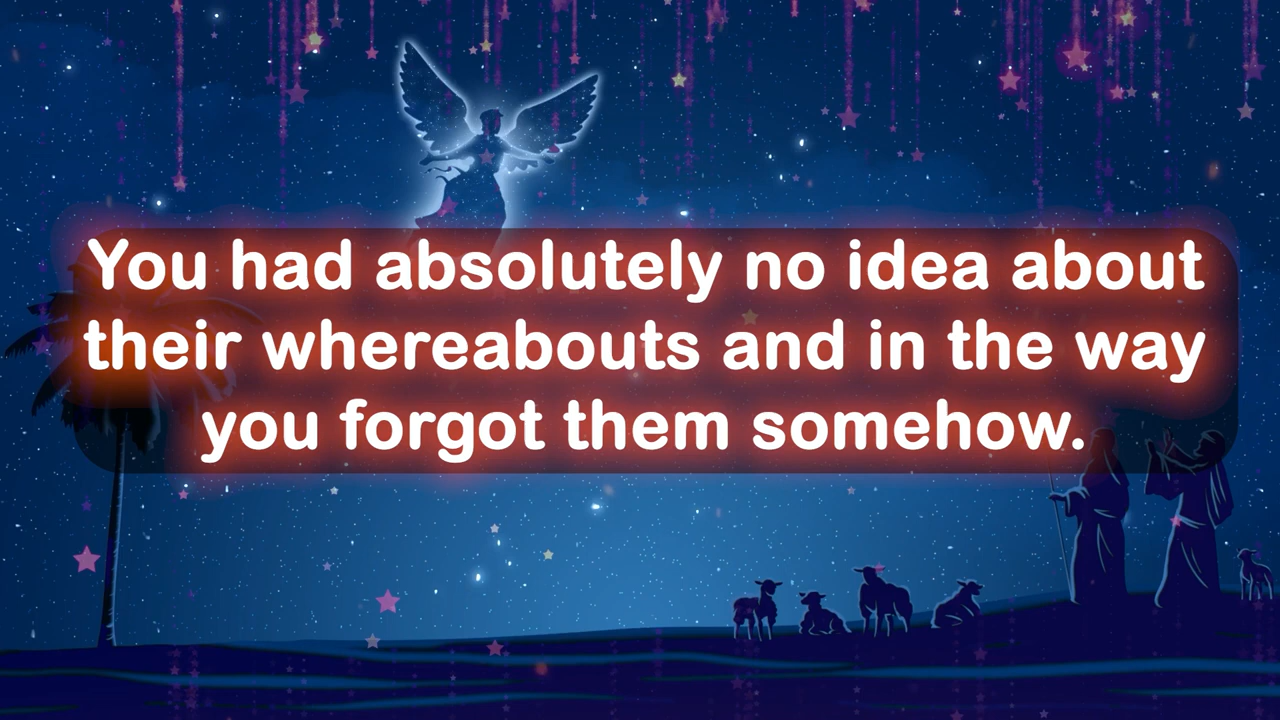 You had absolutely no idea about
their whereabouts and in the way
you forgot them somehow.